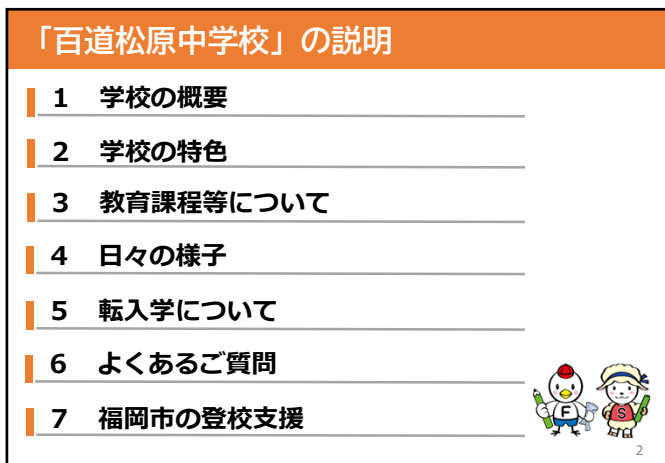 「百道松原中学校」の説明
1 学校の概要
2 学校の特色
3 教育課程等について
4 日々の様子
5 転入学について
6 よくあるご質問
7 福岡市の登校支援
F S
2